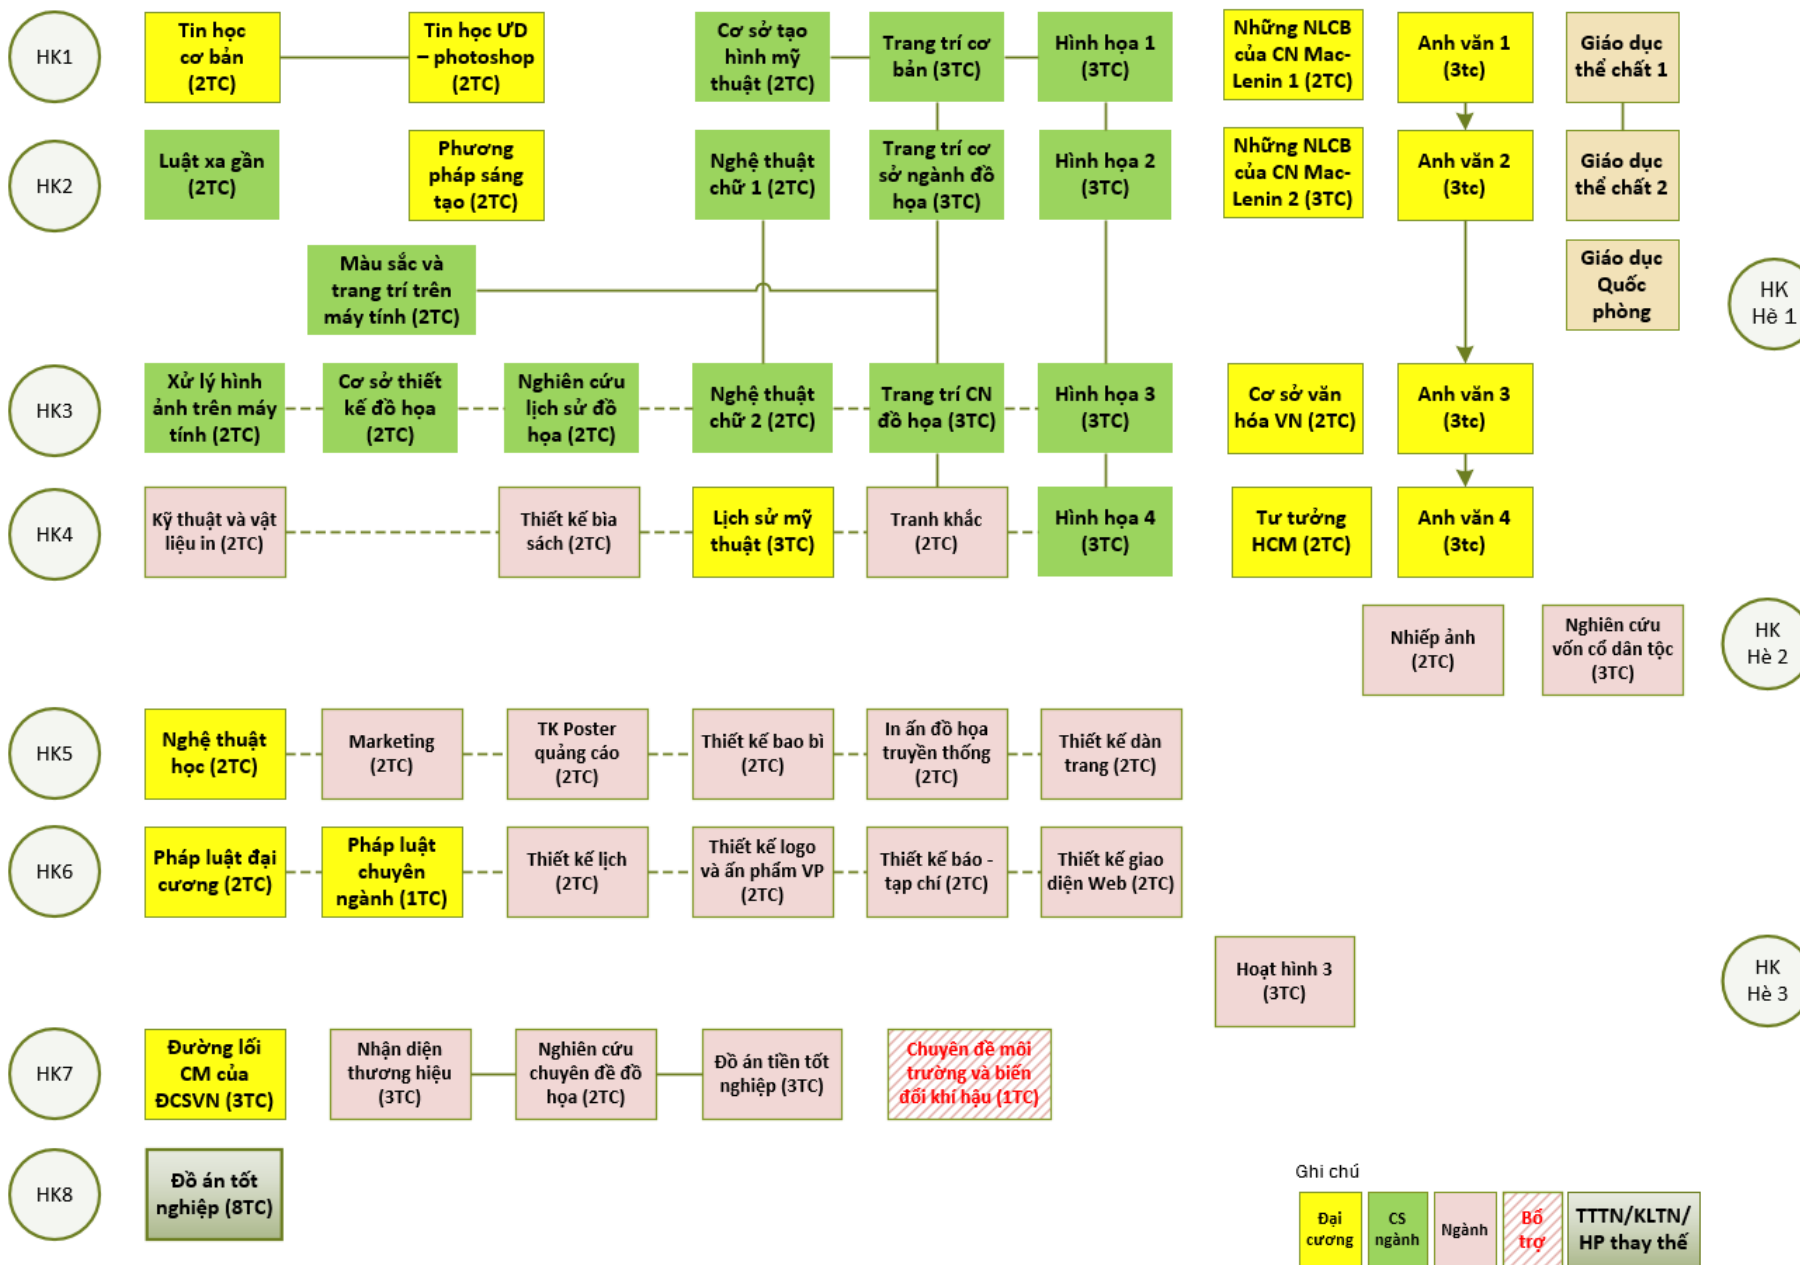 HK1
Tin học
cơ bản
(2TC)
Tin học ƯD
– photoshop
(2TC)
Cơ sở tạo
hình mỹ
thuật (2TC)
Trang trí cơ
bản (3TC)
Hình họa 1
(3TC)
Những NLCB
của CN Mac-
Lenin 1 (2TC)
Anh văn 1
(3tc)
Giáo dục
thể chất 1
HK2
Luật xa gần
(2TC)
Phương
pháp sáng
tạo (2TC)
Nghệ thuật
chữ 1 (2TC)
Trang trí cơ
sở ngành đồ
họa (3TC)
Hình họa 2
(3TC)
Những NLCB
của CN Mac-
Lenin 2 (3TC)
Anh văn 2
(3tc)
Giáo dục
thể chất 2
Màu sắc và
trang trí trên
máy tính (2TC)
Giáo dục
Quốc
phòng
HK
Hè 1
HK3
Xử lý hình
ảnh trên máy
tính (2TC)
Cơ sở thiết
kế đồ họa
(2TC)
Nghiên cứu
lịch sử đồ
họa (2TC)
Nghệ thuật
chữ 2 (2TC)
Trang trí CN
đồ họa (3TC)
Hình họa 3
(3TC)
Cơ sở văn
hóa VN (2TC)
Anh văn 3
(3tc)
HK4
Kỹ thuật và vật
liệu in (2TC)
Thiết kế bìa
sách (2TC)
Lịch sử mỹ
thuật (3TC)
Tranh khắc
(2TC)
Hình họa 4
(3TC)
Tư tưởng
HCM (2TC)
Anh văn 4
(3tc)
Nhiếp ảnh
(2TC)
Nghiên cứu
vốn cổ dân tộc
(3TC)
HK
Hè 2
HK5
Nghệ thuật
học (2TC)
Marketing
(2TC)
TK Poster
quảng cáo
(2TC)
Thiết kế bao bì
(2TC)
In ấn đồ họa
truyền thống
(2TC)
Thiết kế dàn
trang (2TC)
HK6
Pháp luật đại
cương (2TC)
Pháp luật
chuyên
ngành (1TC)
Thiết kế lịch
(2TC)
Thiết kế logo
và ấn phẩm VP
(2TC)
Thiết kế báo -
tạp chí (2TC)
Thiết kế giao
diện Web (2TC)
Hoạt hình 3
(3TC)
HK
Hè 3
HK7
Đường lối
CM của
ĐCSVN (3TC)
Nhận diện
thương hiệu
(3TC)
Nghiên cứu
chuyên đề đồ
họa (2TC)
Đồ án tiền tốt
nghiệp (3TC)
Chuyên đề môi
trường và biến
đổi khí hậu (1TC)
HK8
Đồ án tốt
nghiệp (8TC)
Ghi chú
Đại
cương
CS
ngành
Ngành
Bổ
trợ
TTTN/KLTN/
HP thay thế